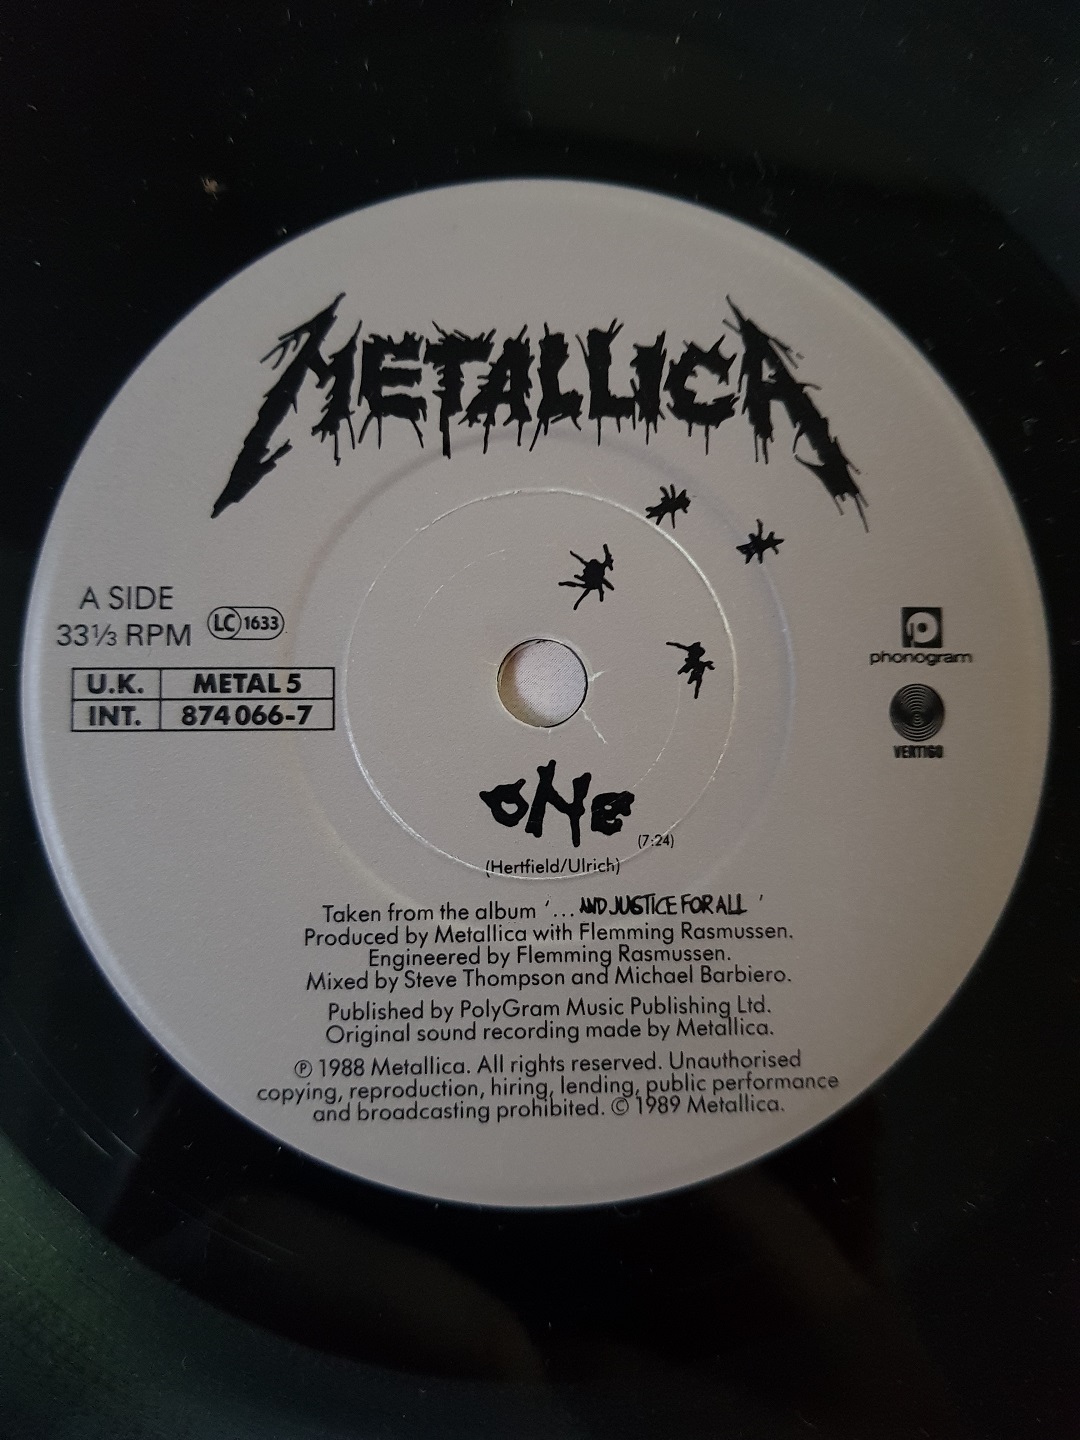 METALLICA
A SIDE
33⅓ RPM
LC 1633
U.K. METAL 5
INT. 874 066-7
phonogram
VERTIGO
ONE
(7:24)
(Hertfield/Ulrich)
Taken from the album '... AND JUSTICE FOR ALL '
Produced by Metallica with Flemming Rasmussen.
Engineered by Flemming Rasmussen.
Mixed by Steve Thompson and Michael Barbiero.
Published by PolyGram Music Publishing Ltd.
Original sound recording made by Metallica.
℗ 1988 Metallica. All rights reserved. Unauthorised
copying, reproduction, hiring, lending, public performance
and broadcasting prohibited. © 1989 Metallica.